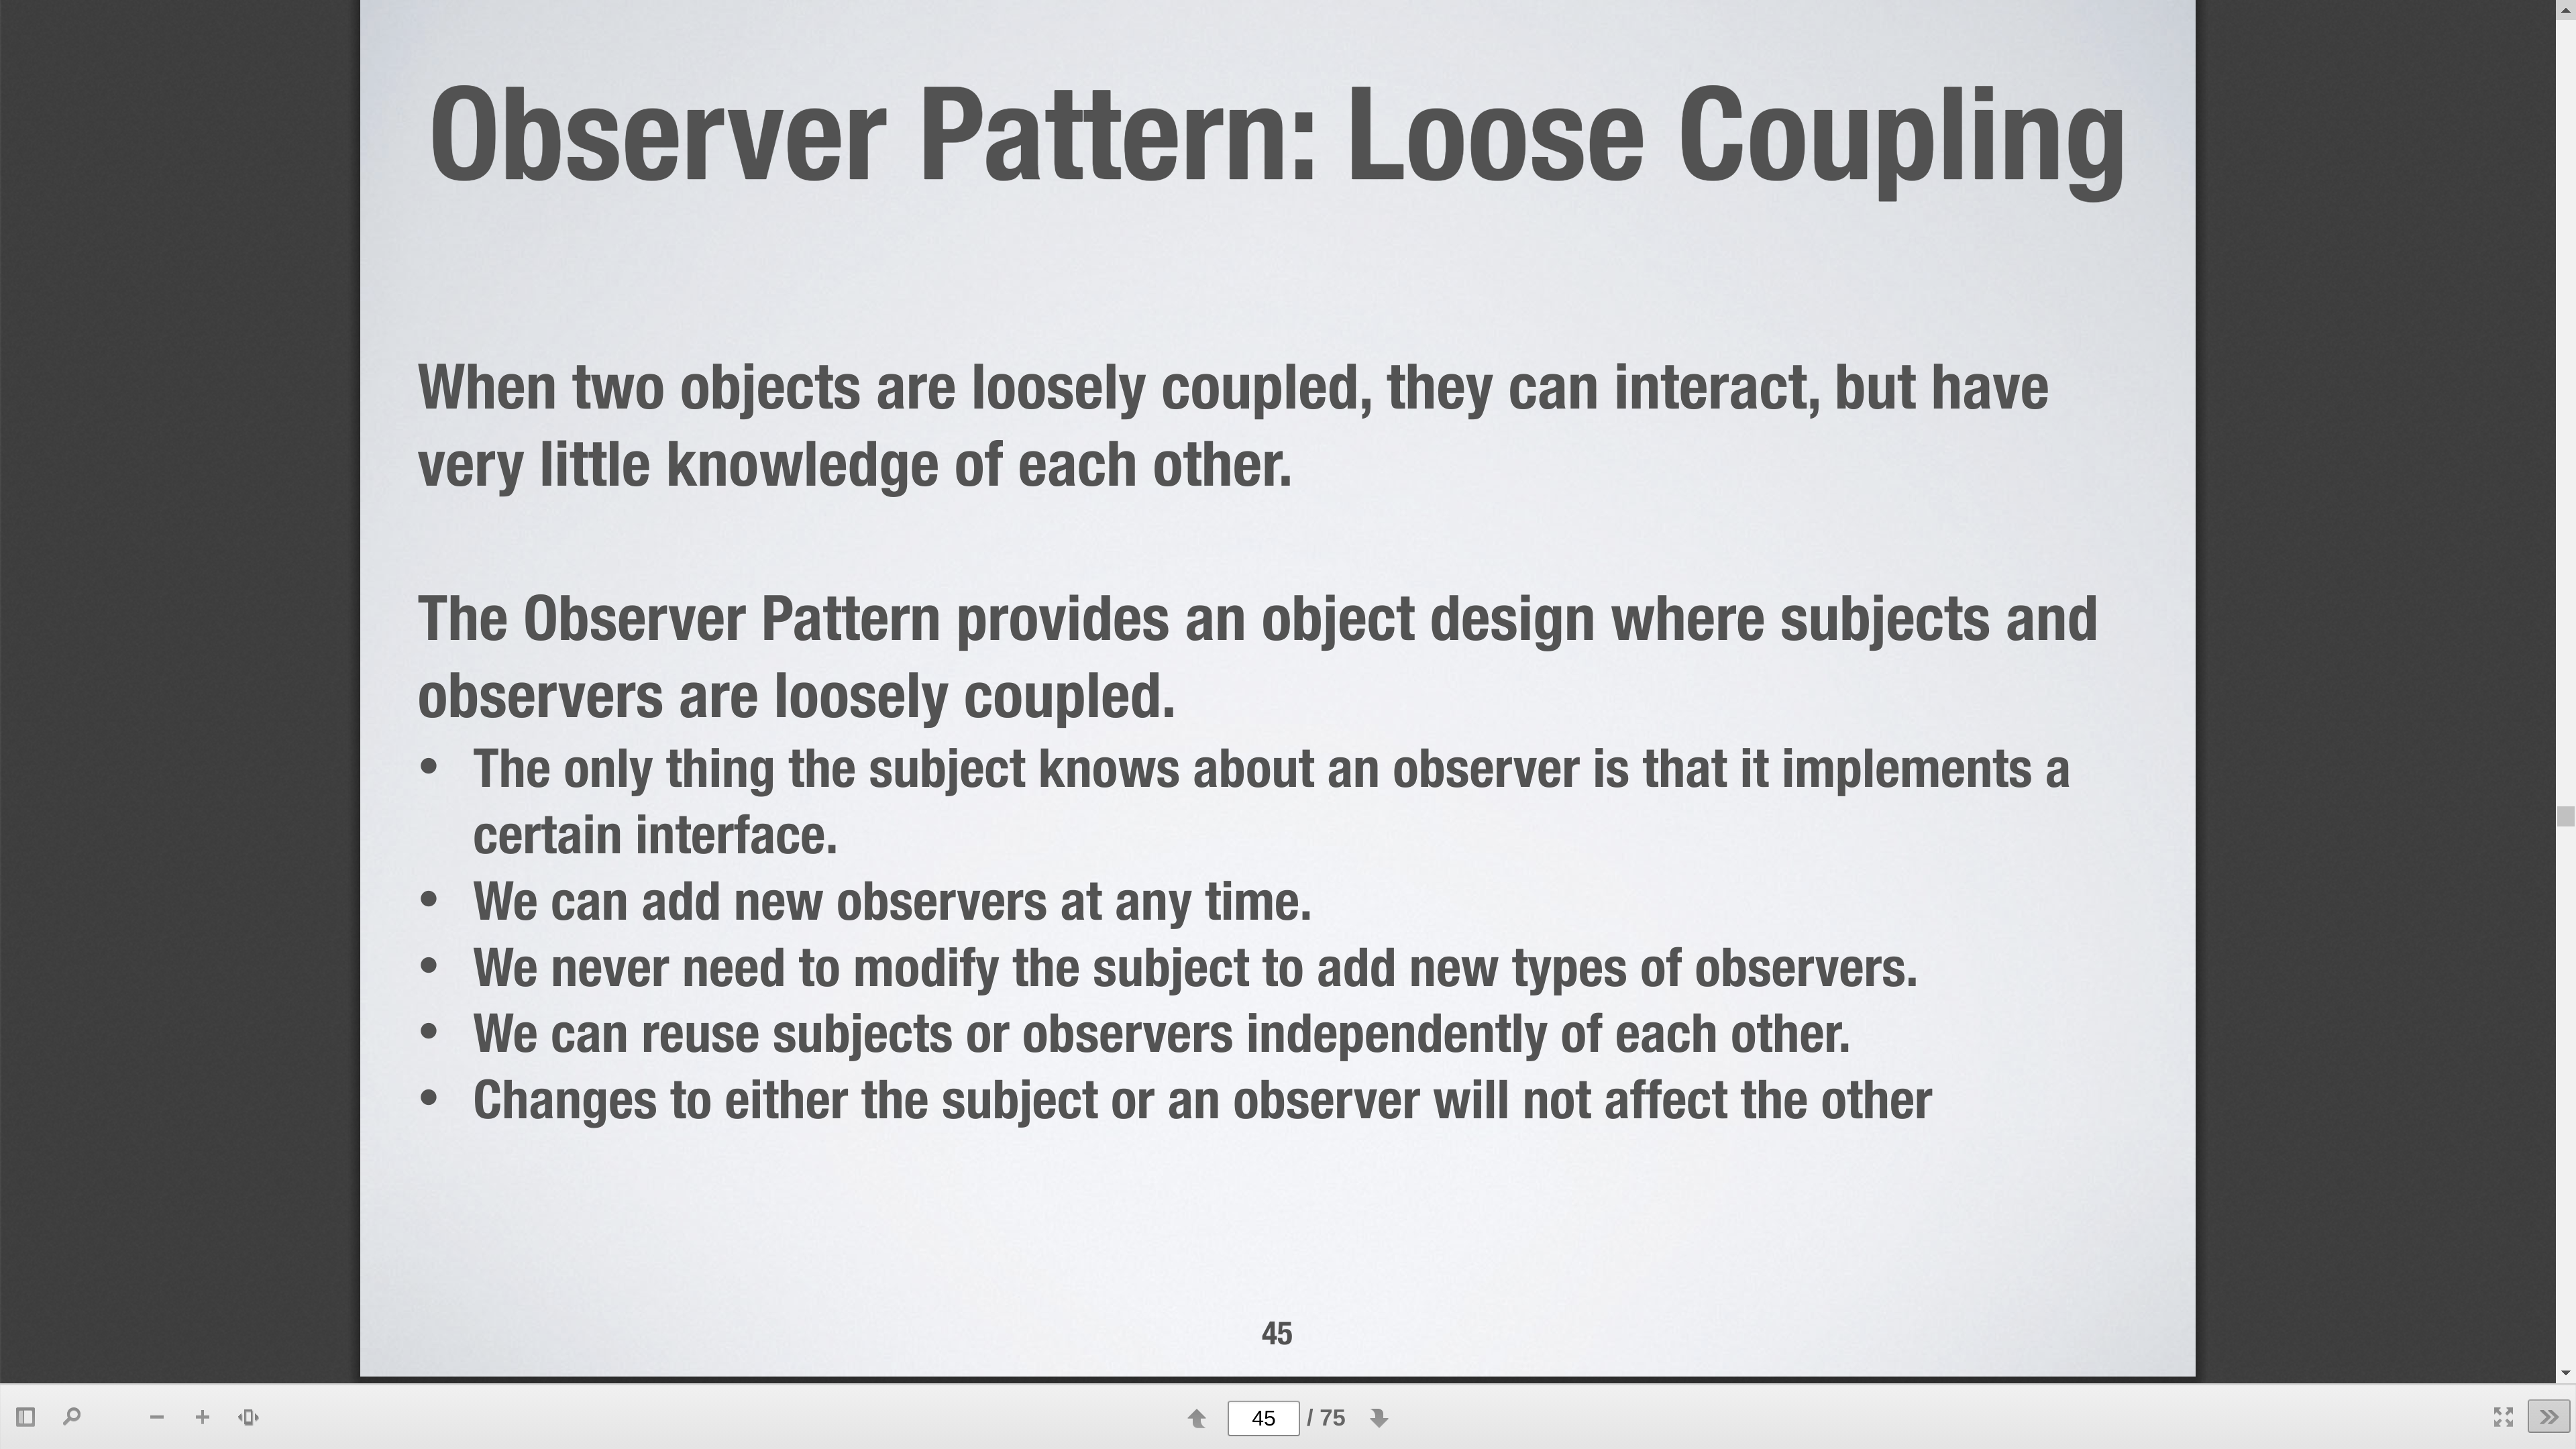 Observer Pattern: Loose Coupling
When two objects are loosely coupled, they can interact, but have
very little knowledge of each other.
The Observer Pattern provides an object design where subjects and
observers are loosely coupled.
• The only thing the subject knows about an observer is that it implements a
certain interface.
• We can add new observers at any time.
• We never need to modify the subject to add new types of observers.
• We can reuse subjects or observers independently of each other.
• Changes to either the subject or an observer will not affect the other
45
45 / 75